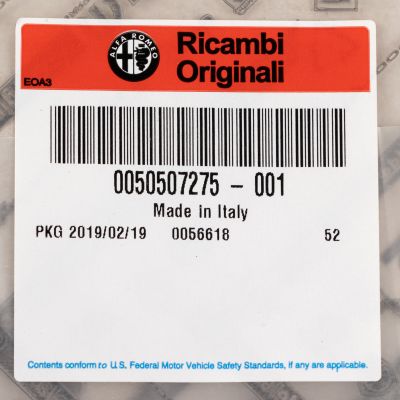 ALFA ROMEO
Ricambi
Originali
EOA3
0050507275 - 001
Made in Italy
PKG 2019/02/19 0056618 52
Contents conform to U.S. Federal Motor Vehicle Safety Standards, if any are applicable.